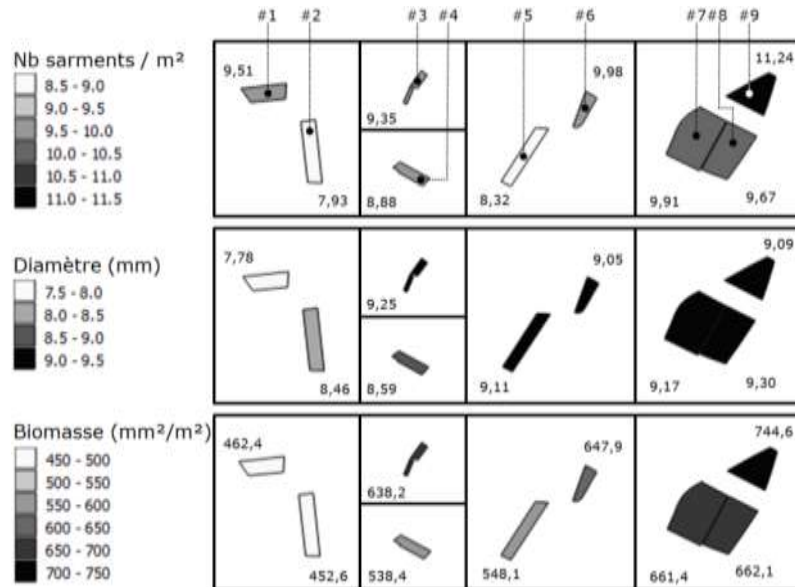 #1 #2 #3 #4 #5 #6 #7 #8 #9
Nb sarments / m²
8.5 - 9.0
9.0 - 9.5
9.5 - 10.0
10.0 - 10.5
10.5 - 11.0
11.0 - 11.5
9,51
7,93
9,35
8,88
9,98
8,32
11,24
9,91
9,67
Diamètre (mm)
7.5 - 8.0
8.0 - 8.5
8.5 - 9.0
9.0 - 9.5
7,78
8,46
9,25
8,59
9,05
9,11
9,09
9,17
9,30
Biomasse (mm²/m²)
450 - 500
500 - 550
550 - 600
600 - 650
650 - 700
700 - 750
462,4
452,6
638,2
538,4
647,9
548,1
744,6
661,4
662,1